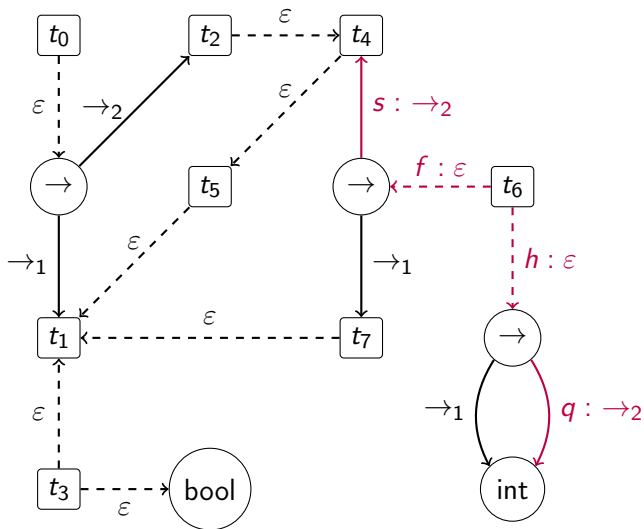 t₀
t₂
ε
t₄
ε
→₂
ε
s : →₂
→
t₅
→
f : ε
t₆
→₁
ε
→₁
h : ε
t₁
ε
t₇
→
ε
→₁
q : →₂
t₃
ε
bool
int